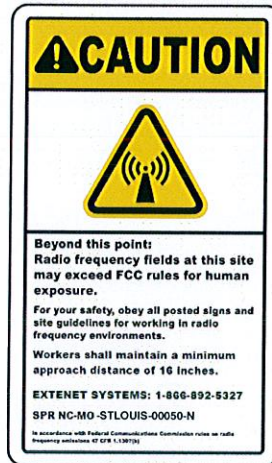 CAUTION
Beyond this point:
Radio frequency fields at this site
may exceed FCC rules for human
exposure.
For your safety, obey all posted signs and
site guidelines for working in radio
frequency environments.
Workers shall maintain a minimum
approach distance of 16 inches.
EXTENET SYSTEMS: 1-866-892-5327
SPR NC-MO-STLOUIS-00050-N
In accordance with Federal Communications Commission rules on radio
frequency emissions 47 CFR 1.1307(b)